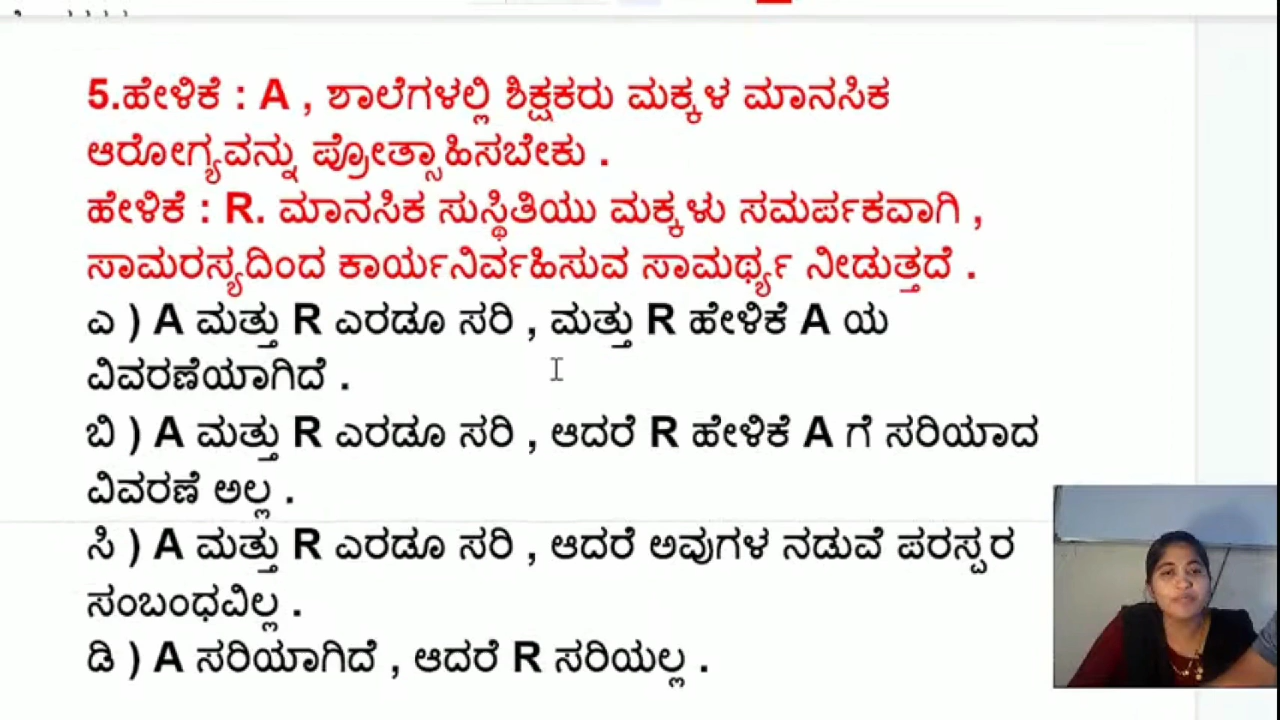 5.ಹೇಳಿಕೆ : A , ಶಾಲೆಗಳಲ್ಲಿ ಶಿಕ್ಷಕರು ಮಕ್ಕಳ ಮಾನಸಿಕ
ಆರೋಗ್ಯವನ್ನು ಪ್ರೋತ್ಸಾಹಿಸಬೇಕು .
ಹೇಳಿಕೆ : R. ಮಾನಸಿಕ ಸುಸ್ಥಿತಿಯು ಮಕ್ಕಳು ಸಮರ್ಪಕವಾಗಿ ,
ಸಾಮರಸ್ಯದಿಂದ ಕಾರ್ಯನಿರ್ವಹಿಸುವ ಸಾಮರ್ಥ್ಯ ನೀಡುತ್ತದೆ .
ಎ ) A ಮತ್ತು R ಎರಡೂ ಸರಿ , ಮತ್ತು R ಹೇಳಿಕೆ A ಯ
ವಿವರಣೆಯಾಗಿದೆ .
ಬಿ ) A ಮತ್ತು R ಎರಡೂ ಸರಿ , ಆದರೆ R ಹೇಳಿಕೆ A ಗೆ ಸರಿಯಾದ
ವಿವರಣೆ ಅಲ್ಲ .
ಸಿ ) A ಮತ್ತು R ಎರಡೂ ಸರಿ , ಆದರೆ ಅವುಗಳ ನಡುವೆ ಪರಸ್ಪರ
ಸಂಬಂಧವಿಲ್ಲ .
ಡಿ ) A ಸರಿಯಾಗಿದೆ , ಆದರೆ R ಸರಿಯಲ್ಲ .